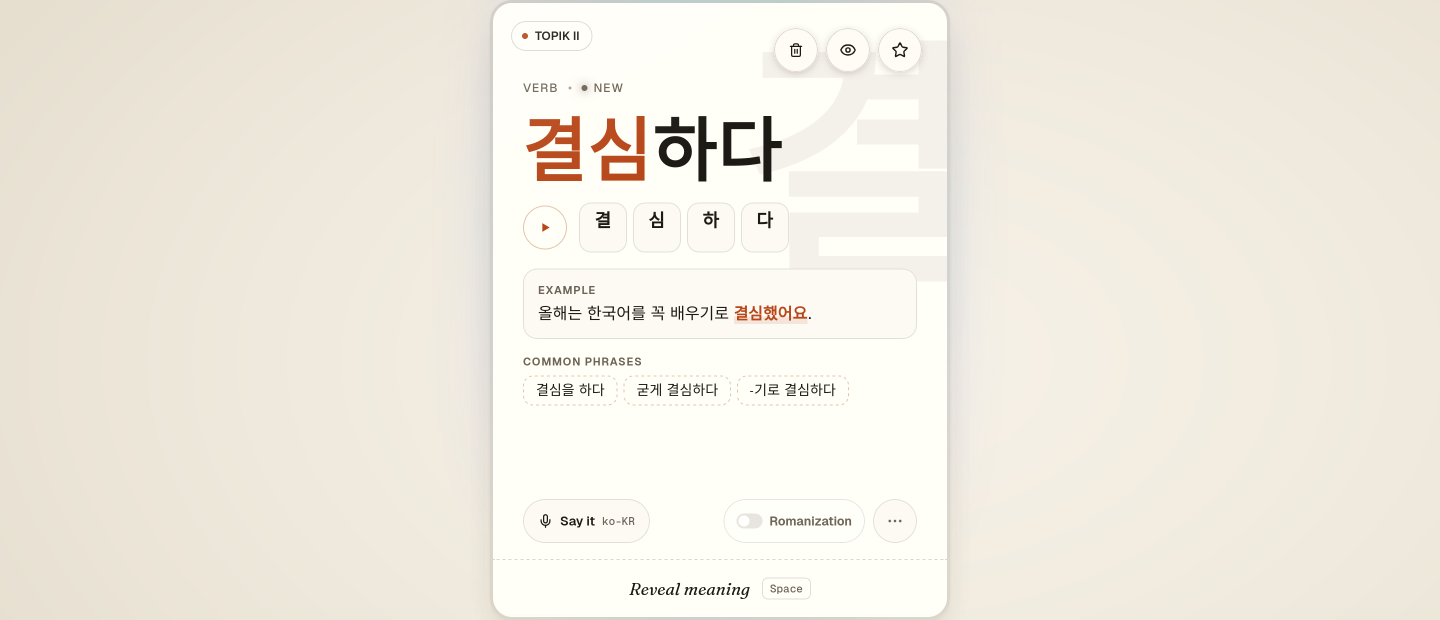 TOPIK II
VERB • NEW
결심하다
결 심 하 다
EXAMPLE
올해는 한국어를 꼭 배우기로 결심했어요.
COMMON PHRASES
결심을 하다 굳게 결심하다 -기로 결심하다
Say it ko-KR Romanization
Reveal meaning Space